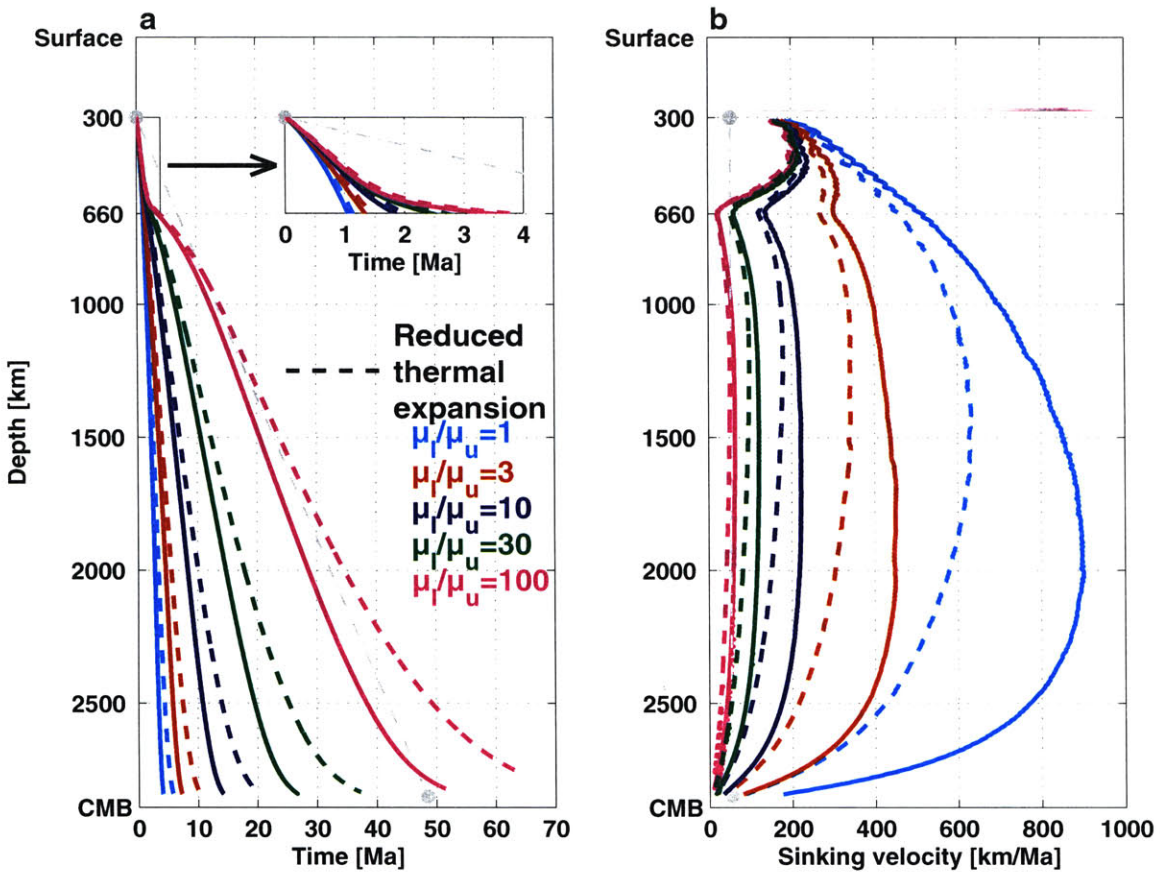 a
Surface
300
660
1000
1500
2000
2500
CMB
Depth [km]
0 1 2 3 4
Time [Ma]
Reduced
thermal
expansion
μl/μu=1
μl/μu=3
μl/μu=10
μl/μu=30
μl/μu=100
0 10 20 30 40 50 60 70
Time [Ma]
b
Surface
300
660
1000
1500
2000
2500
CMB
0 200 400 600 800 1000
Sinking velocity [km/Ma]